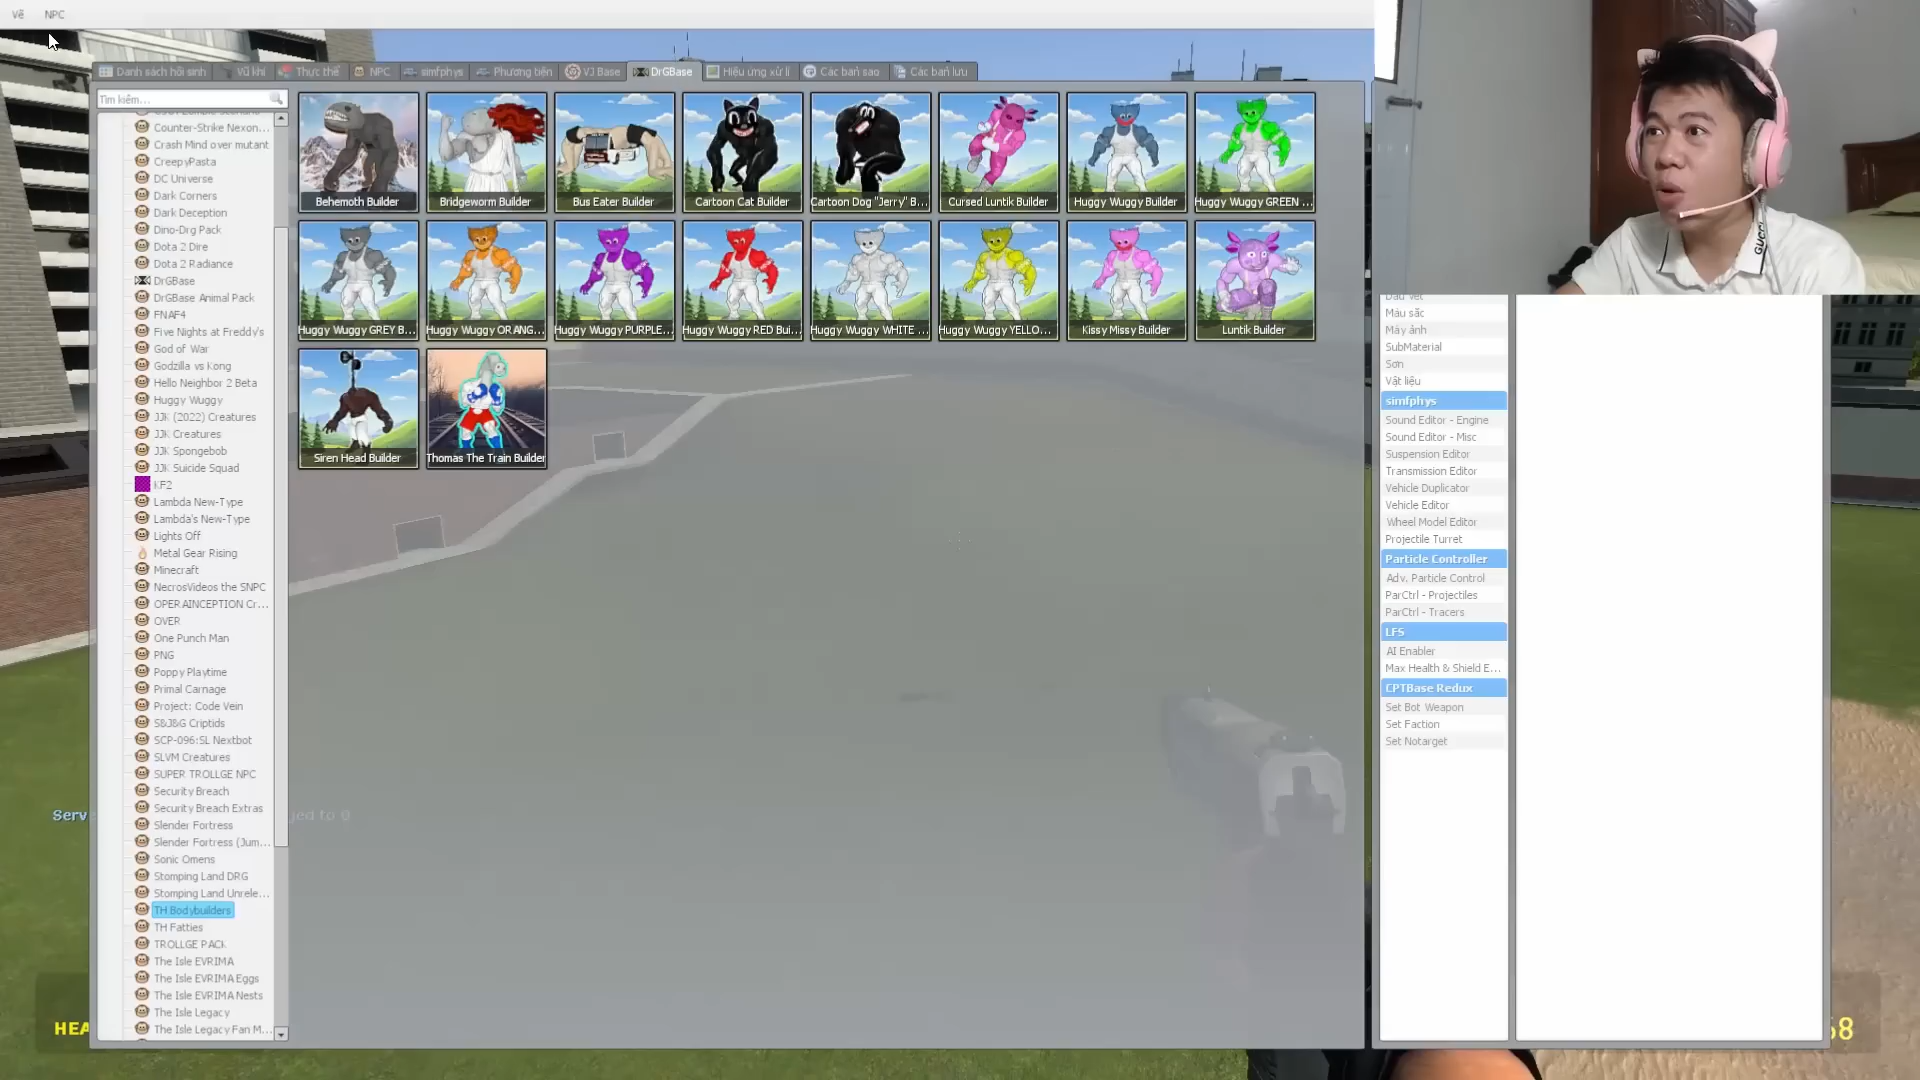 Vẽ NPC
Danh sách hồi sinh Vũ khí Thực thể NPC simfphys Phương tiện VJ Base DrGBase Hiệu ứng xử lí Các bản sao Các bản lưu
Tìm kiếm...
Counter-Strike Nexon...
Crash Mind over mutant
CreepyPasta
DC Universe
Dark Corners
Dark Deception
Dino-Drg Pack
Dota 2 Dire
Dota 2 Radiance
DrGBase
DrGBase Animal Pack
FNAF4
Five Nights at Freddy's
God of War
Godzilla vs Kong
Hello Neighbor 2 Beta
Huggy Wuggy
JJK (2022) Creatures
JJK Creatures
JJK Spongebob
JJK Suicide Squad
KF2
Lambda New-Type
Lambda's New-Type
Lights Off
Metal Gear Rising
Minecraft
NecrosVideos the SNPC
OPERAINCEPTION Cr...
OVER
One Punch Man
PNG
Poppy Playtime
Primal Carnage
Project: Code Vein
S&J&G Criptids
SCP-096:SL Nextbot
SLVM Creatures
SUPER TROLLGE NPC
Security Breach
Security Breach Extras
Slender Fortress
Slender Fortress (Jum...
Sonic Omens
Stomping Land DRG
Stomping Land Unrele...
TH Bodybuilders
TH Fatties
TROLLGE PACK
The Isle EVRIMA
The Isle EVRIMA Eggs
The Isle EVRIMA Nests
The Isle Legacy
The Isle Legacy Fan M...
Behemoth Builder
Bridgeworm Builder
Bus Eater Builder
Cartoon Cat Builder
Cartoon Dog "Jerry" B...
Cursed Luntik Builder
Huggy Wuggy Builder
Huggy Wuggy GREEN ...
Huggy Wuggy GREY B...
Huggy Wuggy ORANG...
Huggy Wuggy PURPLE...
Huggy Wuggy RED Bui...
Huggy Wuggy WHITE ...
Huggy Wuggy YELLO...
Kissy Missy Builder
Luntik Builder
Siren Head Builder
Thomas The Train Builder
GUCCI
Dấu vết
Màu sắc
Máy ảnh
SubMaterial
Sơn
Vật liệu
simfphys
Sound Editor - Engine
Sound Editor - Misc
Suspension Editor
Transmission Editor
Vehicle Duplicator
Vehicle Editor
Wheel Model Editor
Projectile Turret
Particle Controller
Adv. Particle Control
ParCtrl - Projectiles
ParCtrl - Tracers
LFS
AI Enabler
Max Health & Shield E...
CPTBase Redux
Set Bot Weapon
Set Faction
Set Notarget
Serv
ed to 0
HEA
68